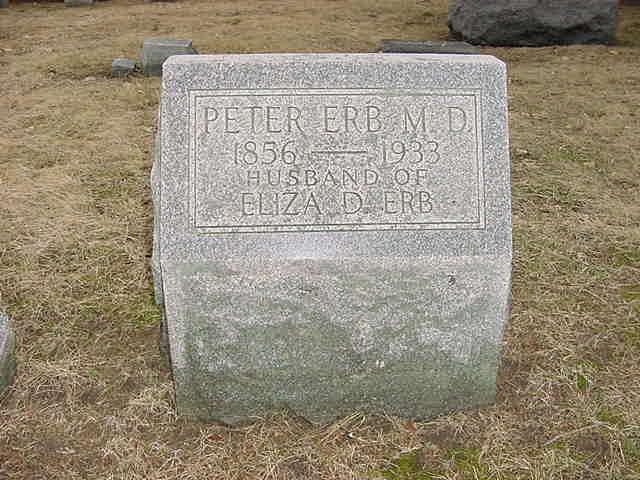 PETER ERB M. D.
1856 — 1933
HUSBAND OF
ELIZA D. ERB